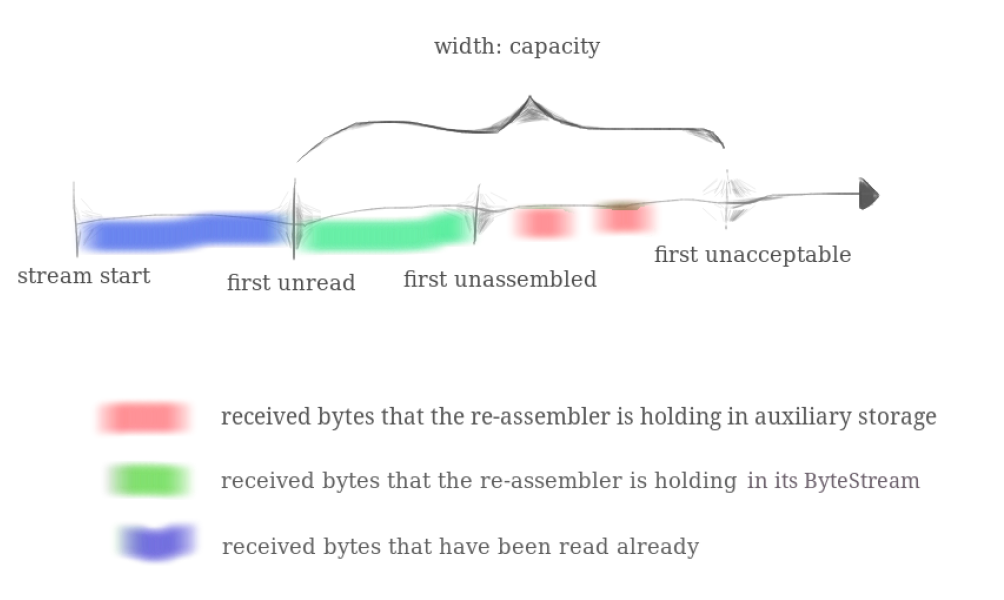 width: capacity
stream start
first unread
first unassembled
first unacceptable
received bytes that the re-assembler is holding in auxiliary storage
received bytes that the re-assembler is holding in its ByteStream
received bytes that have been read already